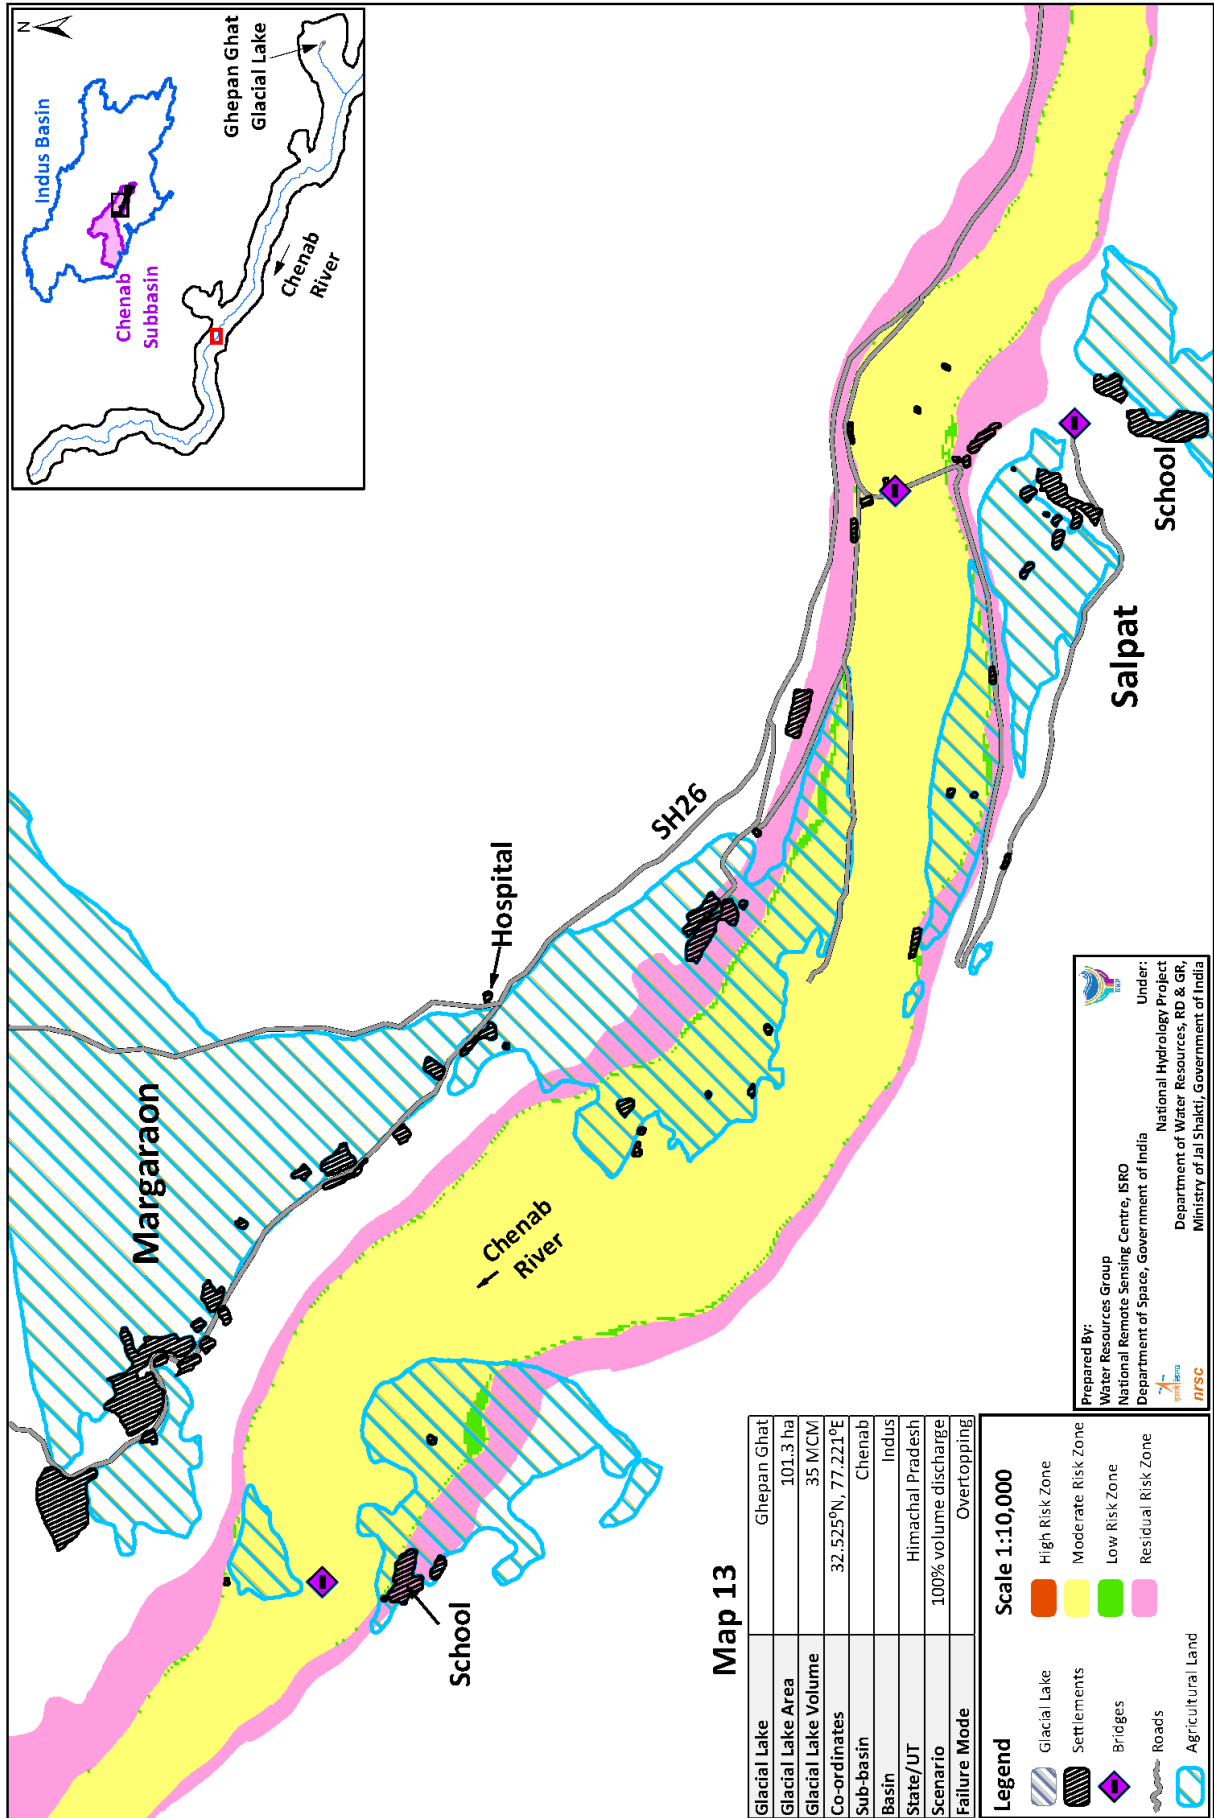 N
Indus Basin
Chenab
Subbasin
Ghepan Ghat
Glacial Lake
Chenab
River
Margaraon
Hospital
SH26
Chenab
River
School
Salpat
School
Map 13
Glacial Lake Ghepan Ghat
Glacial Lake Area 101.3 ha
Glacial Lake Volume 35 MCM
Co-ordinates 32.525⁰N, 77.221⁰E
Sub-basin Chenab
Basin Indus
State/UT Himachal Pradesh
Scenario 100% volume discharge
Failure Mode Overtopping
Legend
Scale 1:10,000
Glacial Lake
Settlements
Bridges
Roads
Agricultural Land
High Risk Zone
Moderate Risk Zone
Low Risk Zone
Residual Risk Zone
Prepared By:
Water Resources Group
National Remote Sensing Centre, ISRO
Department of Space, Government of India
nrsc
Under:
National Hydrology Project
Department of Water Resources, RD & GR,
Ministry of Jal Shakti, Government of India